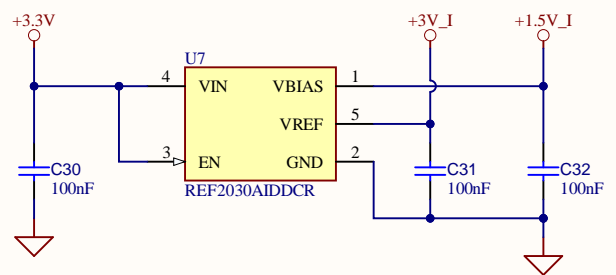 +3.3V
+3V_I
+1.5V_I
U7
4
VIN
VBIAS
1
VREF
5
3
EN
GND
2
REF2030AIDDCR
C30
100nF
C31
100nF
C32
100nF